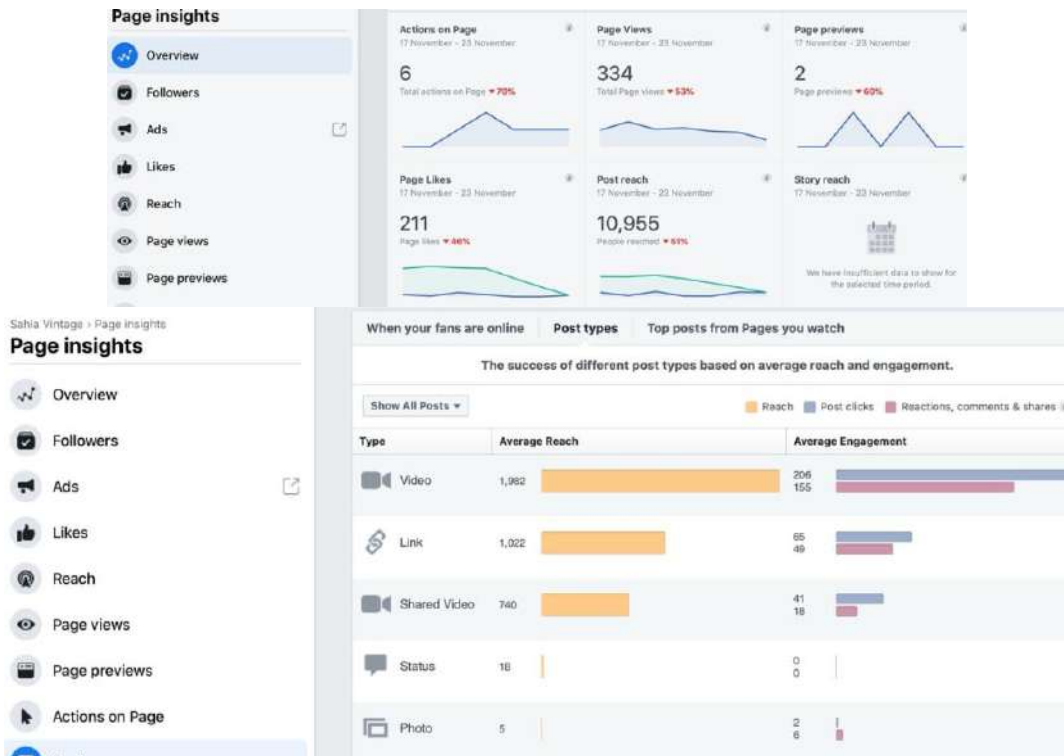 Page insights
Overview
Followers
Ads
Likes
Reach
Page views
Page previews
Actions on Page
17 November - 23 November
6
Total actions on Page ▼ 70%
Page Views
17 November - 23 November
334
Total Page views ▼ 53%
Page previews
17 November - 23 November
2
Page previews ▼ 60%
Page Likes
17 November - 23 November
211
Page likes ▼ 46%
Post reach
17 November - 23 November
10,955
People reached ▼ 51%
Story reach
17 November - 23 November
We have insufficient data to show for
the selected time period.
Sahia Vintage › Page insights
Page insights
Overview
Followers
Ads
Likes
Reach
Page views
Page previews
Actions on Page
When your fans are online Post types Top posts from Pages you watch
The success of different post types based on average reach and engagement.
Show All Posts ▼
Reach Post clicks Reactions, comments & shares
Type Average Reach Average Engagement
Video 1,982 206
155
Link 1,022 65
49
Shared Video 740 41
18
Status 18 0
0
Photo 5 2
6